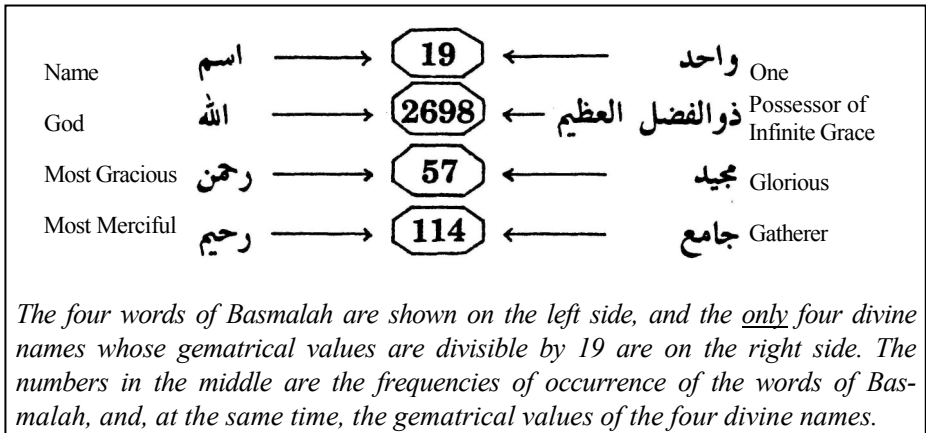 Name اسم 19 واحد One
God الله 2698 ذوالفضل العظيم Possessor of Infinite Grace
Most Gracious رحمن 57 مجيد Glorious
Most Merciful رحيم 114 جامع Gatherer
The four words of Basmalah are shown on the left side, and the only four divine
names whose gematrical values are divisible by 19 are on the right side. The
numbers in the middle are the frequencies of occurrence of the words of Bas-
malah, and, at the same time, the gematrical values of the four divine names.